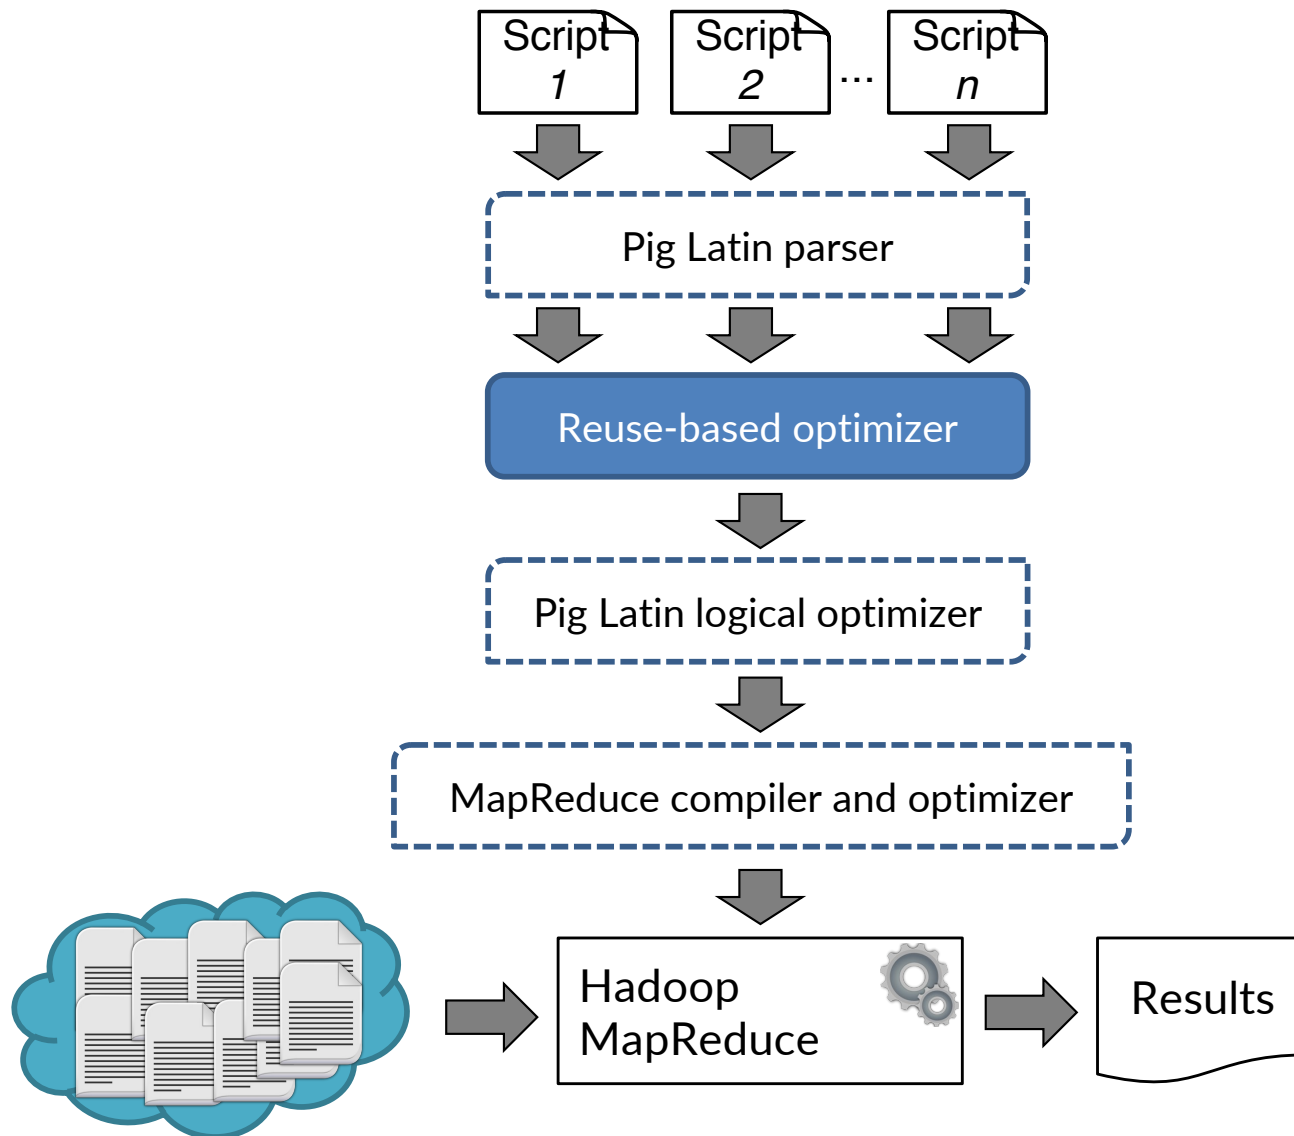 Script
1
Script
2
...
Script
n
Pig Latin parser
Reuse-based optimizer
Pig Latin logical optimizer
MapReduce compiler and optimizer
Hadoop
MapReduce
Results